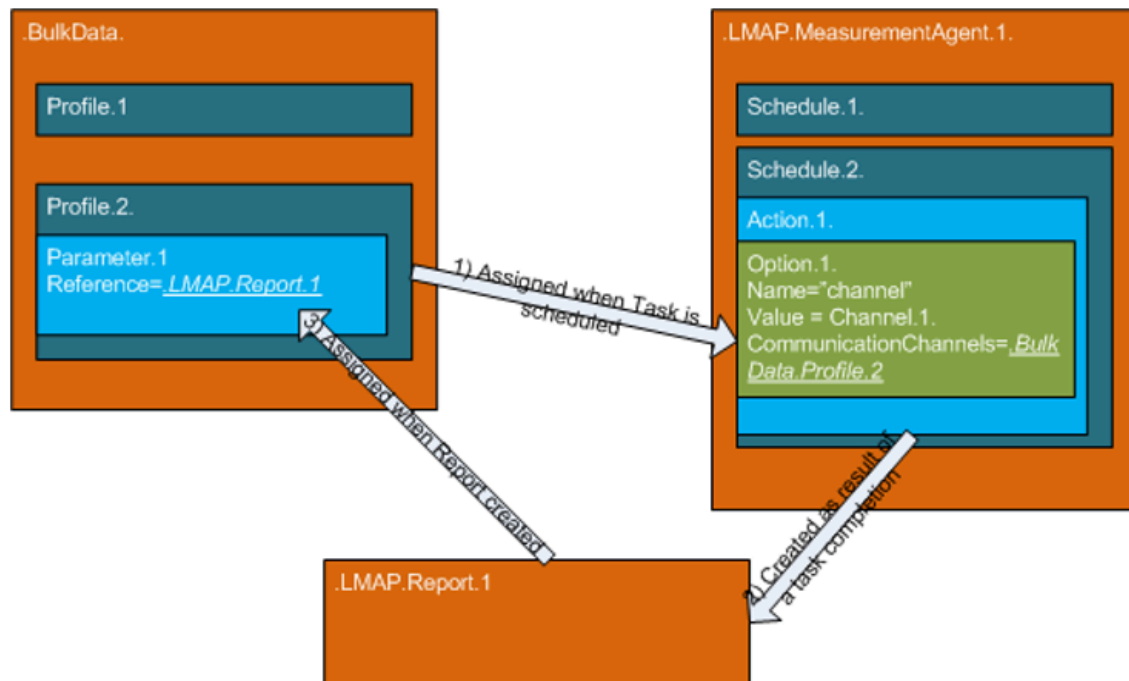 .BulkData.
Profile.1
Profile.2.
Parameter.1
Reference=.LMAP.Report.1
1) Assigned when Task is
scheduled
.LMAP.MeasurementAgent.1.
Schedule.1.
Schedule.2.
Action.1.
Option.1.
Name="channel"
Value = Channel.1.
CommunicationChannels=.Bulk
Data.Profile.2
2) Created as result of
a task completion
3) Assigned when Report created
.LMAP.Report.1